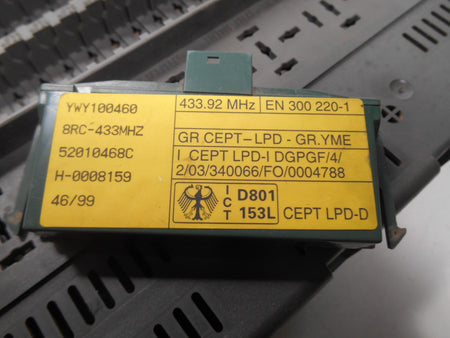 YWY100460
8RC-433MHZ
52010468C
H-0008159
46/99
433.92 MHz EN 300 220-1
GR CEPT-LPD - GR.YME
I CEPT LPD-I DGPGF/4/
2/03/340066/FO/0004788
ICT D801
153L CEPT LPD-D